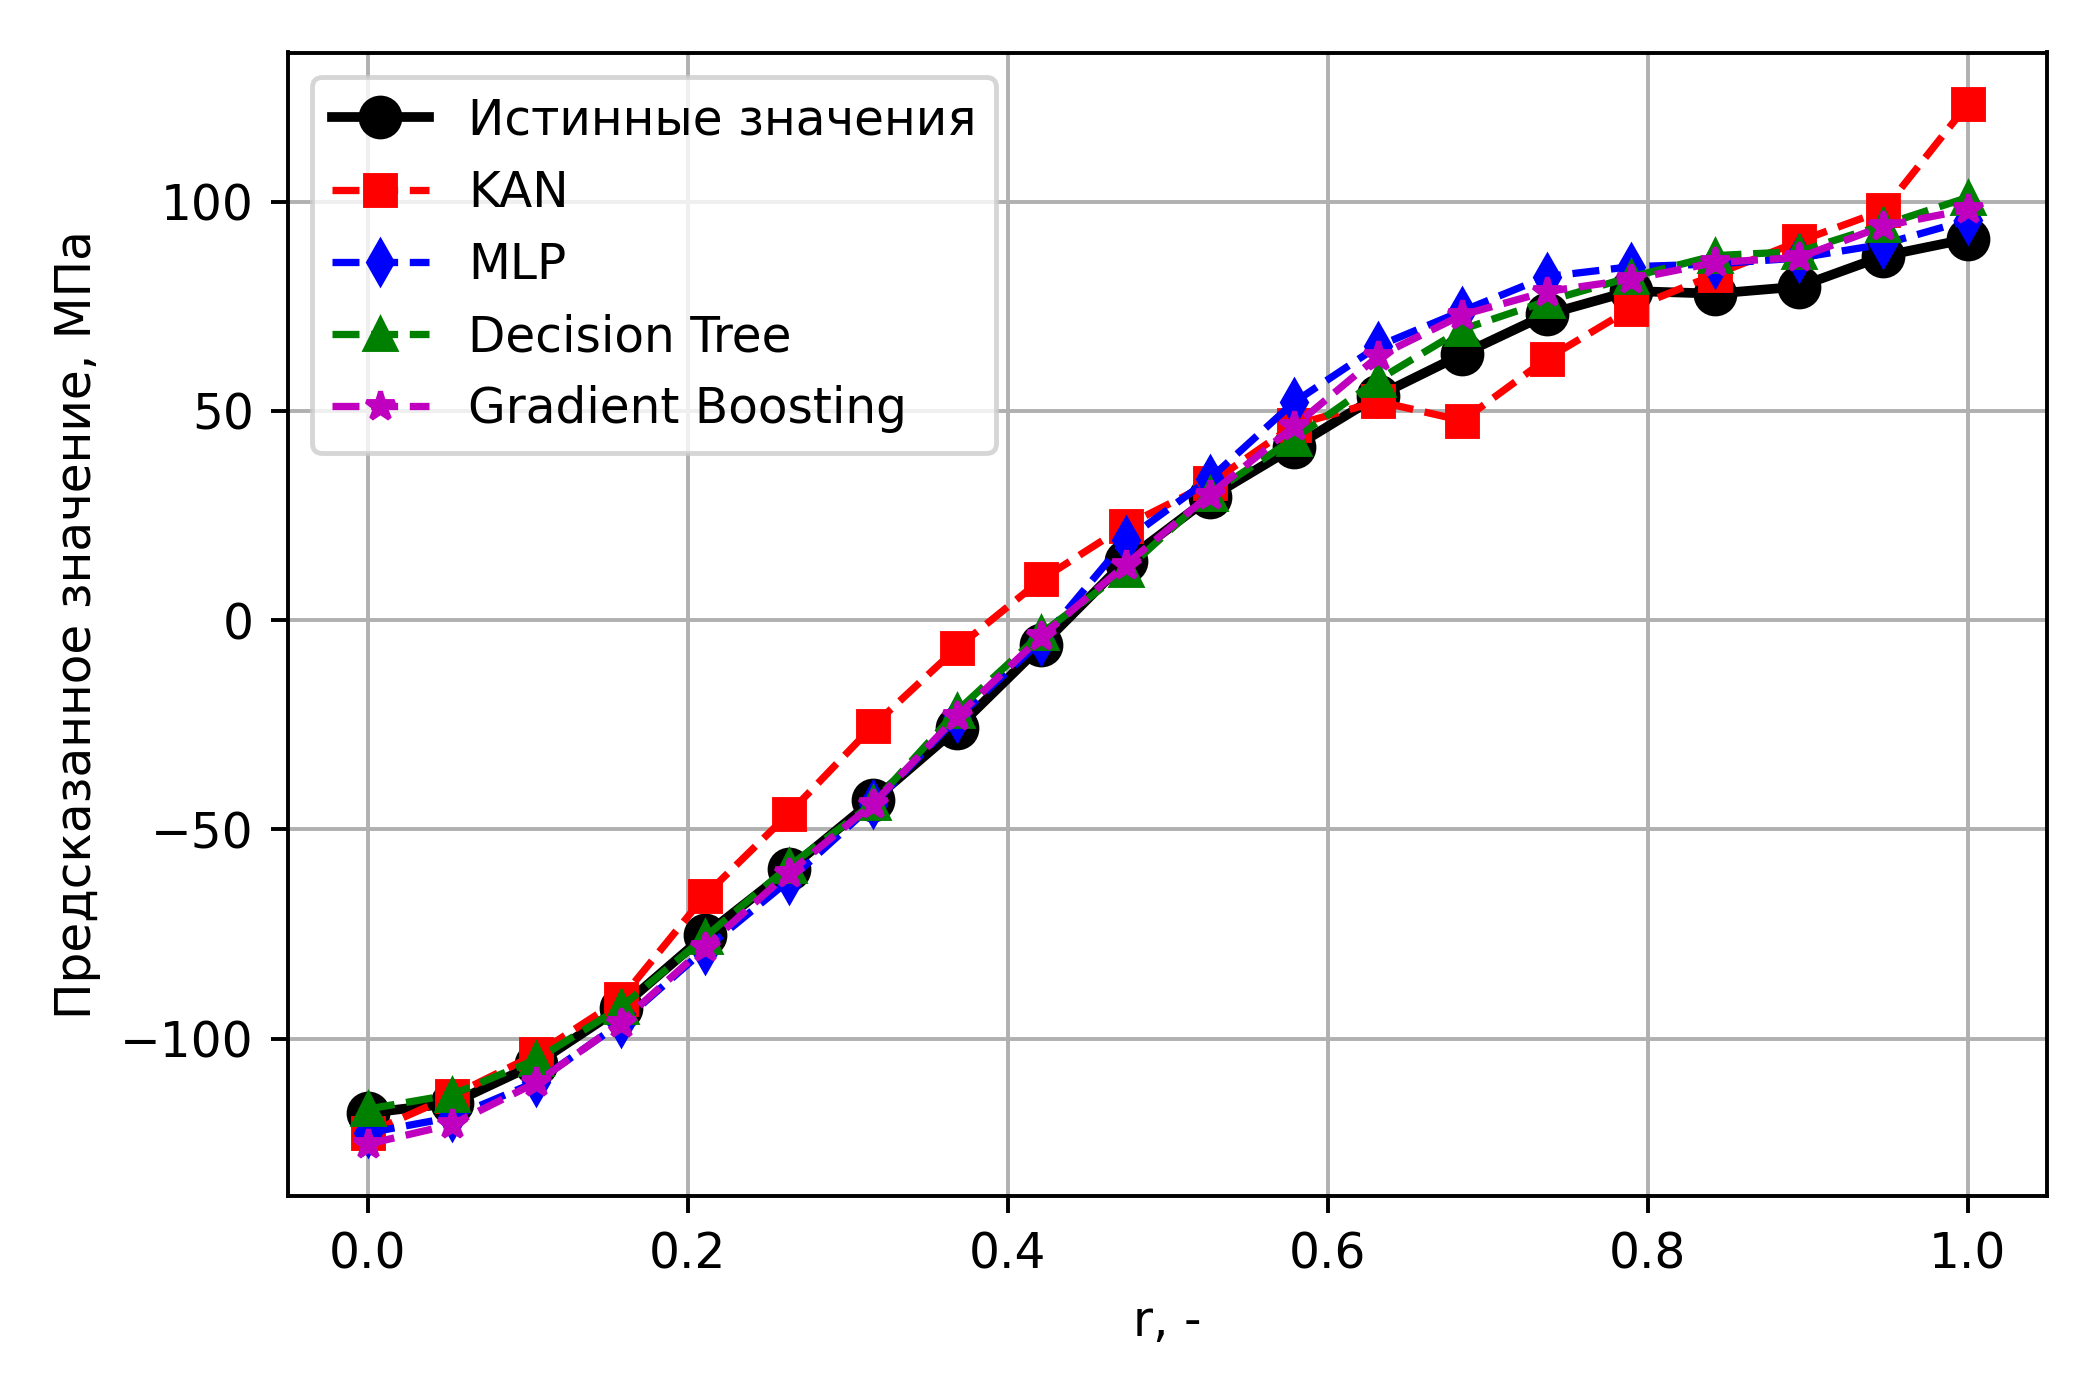 Истинные значения
KAN
MLP
Decision Tree
Gradient Boosting
Предсказанное значение, МПа
100
50
0
−50
−100
0.0 0.2 0.4 0.6 0.8 1.0
r, -